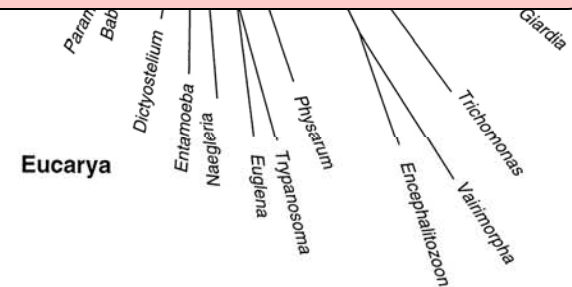 Dictyostelium
Entamoeba
Naegleria
Euglena
Trypanosoma
Physarum
Encephalitozoon
Vairimorpha
Trichomonas
Giardia
Eucarya